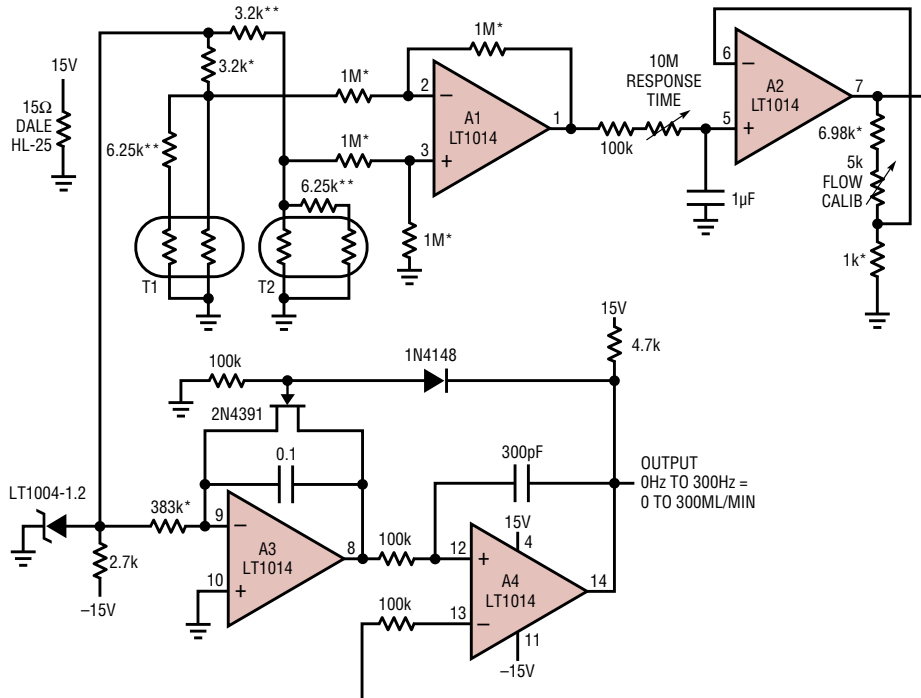 3.2k**
3.2k*
15V
15Ω
DALE
HL-25
6.25k**
1M*
2
–
A1
LT1014
1
1M*
1M*
3
+
6.25k**
1M*
T1
T2
10M
RESPONSE
TIME
100k
1µF
6
–
A2
LT1014
7
5
+
6.98k*
5k
FLOW
CALIB
1k*
100k
1N4148
15V
4.7k
2N4391
0.1
300pF
OUTPUT
0Hz TO 300Hz =
0 TO 300ML/MIN
LT1004-1.2
383k*
9
–
A3
LT1014
8
10
+
2.7k
–15V
100k
12
+
15V
4
A4
LT1014
14
100k
13
–
11
–15V